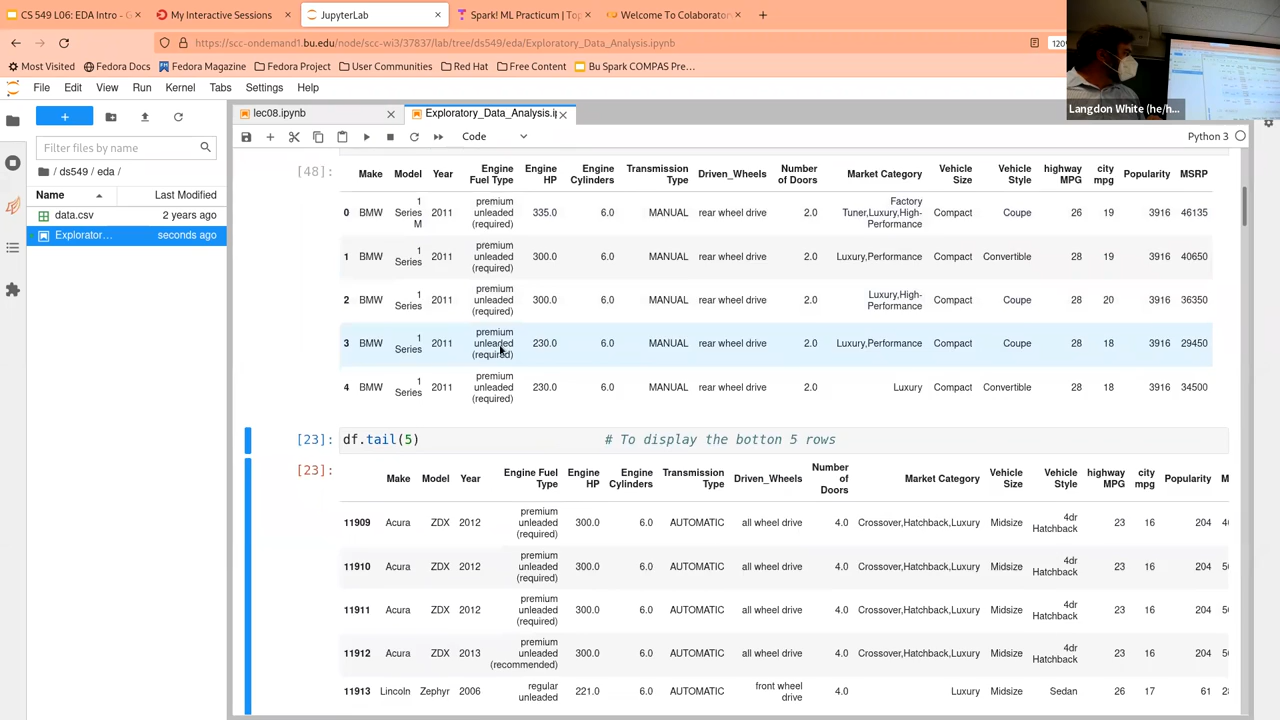 CS 549 L06: EDA Intro - G
My Interactive Sessions
JupyterLab
Spark! ML Practicum | Top
Welcome To Colaborator
https://scc-ondemand1.bu.edu/node/scc-wi3/37837/lab/tree/ds549/eda/Exploratory_Data_Analysis.ipynb
120%
Most Visited
Fedora Docs
Fedora Magazine
Fedora Project
User Communities
Red Hat
Free Content
Bu Spark COMPAS Pre…
Langdon White (he/h...
File Edit View Run Kernel Tabs Settings Help
lec08.ipynb
Exploratory_Data_Analysis.i
Filter files by name
Code
Python 3
/ ds549 / eda /
Name Last Modified
data.csv 2 years ago
Explorator… seconds ago
[48]:
Make Model Year Engine Fuel Type Engine HP Engine Cylinders Transmission Type Driven_Wheels Number of Doors Market Category Vehicle Size Vehicle Style highway MPG city mpg Popularity MSRP
0 BMW 1 Series M 2011 premium unleaded (required) 335.0 6.0 MANUAL rear wheel drive 2.0 Factory Tuner,Luxury,High-Performance Compact Coupe 26 19 3916 46135
1 BMW 1 Series 2011 premium unleaded (required) 300.0 6.0 MANUAL rear wheel drive 2.0 Luxury,Performance Compact Convertible 28 19 3916 40650
2 BMW 1 Series 2011 premium unleaded (required) 300.0 6.0 MANUAL rear wheel drive 2.0 Luxury,High-Performance Compact Coupe 28 20 3916 36350
3 BMW 1 Series 2011 premium unleaded (required) 230.0 6.0 MANUAL rear wheel drive 2.0 Luxury,Performance Compact Coupe 28 18 3916 29450
4 BMW 1 Series 2011 premium unleaded (required) 230.0 6.0 MANUAL rear wheel drive 2.0 Luxury Compact Convertible 28 18 3916 34500
[23]: df.tail(5) # To display the botton 5 rows
[23]:
Make Model Year Engine Fuel Type Engine HP Engine Cylinders Transmission Type Driven_Wheels Number of Doors Market Category Vehicle Size Vehicle Style highway MPG city mpg Popularity M
11909 Acura ZDX 2012 premium unleaded (required) 300.0 6.0 AUTOMATIC all wheel drive 4.0 Crossover,Hatchback,Luxury Midsize 4dr Hatchback 23 16 204 4
11910 Acura ZDX 2012 premium unleaded (required) 300.0 6.0 AUTOMATIC all wheel drive 4.0 Crossover,Hatchback,Luxury Midsize 4dr Hatchback 23 16 204 5
11911 Acura ZDX 2012 premium unleaded (required) 300.0 6.0 AUTOMATIC all wheel drive 4.0 Crossover,Hatchback,Luxury Midsize 4dr Hatchback 23 16 204 5
11912 Acura ZDX 2013 premium unleaded (recommended) 300.0 6.0 AUTOMATIC all wheel drive 4.0 Crossover,Hatchback,Luxury Midsize 4dr Hatchback 23 16 204 5
11913 Lincoln Zephyr 2006 regular unleaded 221.0 6.0 AUTOMATIC front wheel drive 4.0 Luxury Midsize Sedan 26 17 61 2